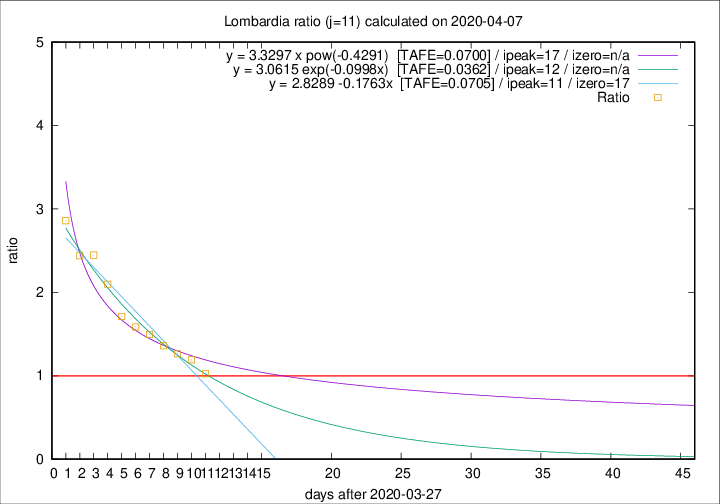 Lombardia ratio (j=11) calculated on 2020-04-07
y = 3.3297 x pow(-0.4291) [TAFE=0.0700] / ipeak=17 / izero=n/a
y = 3.0615 exp(-0.0998x) [TAFE=0.0362] / ipeak=12 / izero=n/a
y = 2.8289 -0.1763x [TAFE=0.0705] / ipeak=11 / izero=17
Ratio
5
4
3
2
1
0
ratio
0 1 2 3 4 5 6 7 8 9 10 11 12 13 14 15 20 25 30 35 40 45
days after 2020-03-27